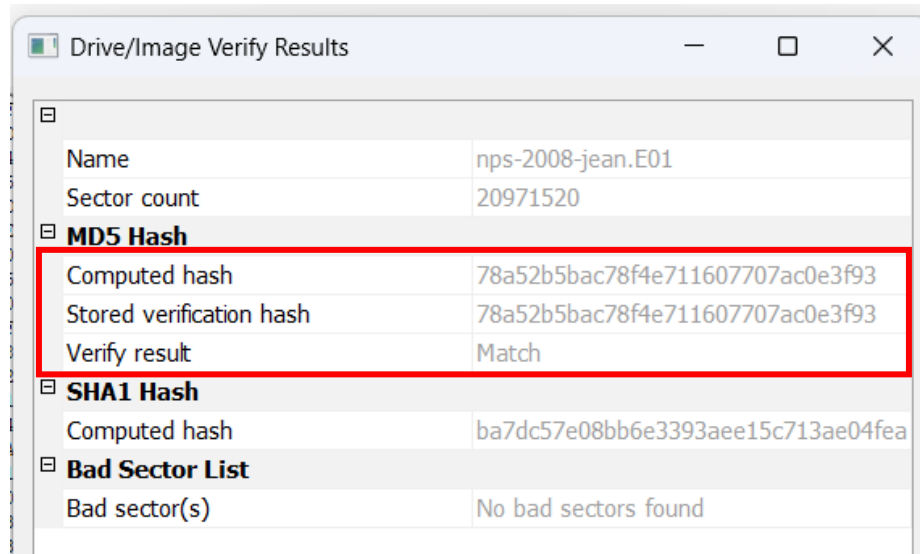 Drive/Image Verify Results
Name nps-2008-jean.E01
Sector count 20971520
MD5 Hash
Computed hash 78a52b5bac78f4e711607707ac0e3f93
Stored verification hash 78a52b5bac78f4e711607707ac0e3f93
Verify result Match
SHA1 Hash
Computed hash ba7dc57e08bb6e3393aee15c713ae04fea
Bad Sector List
Bad sector(s) No bad sectors found